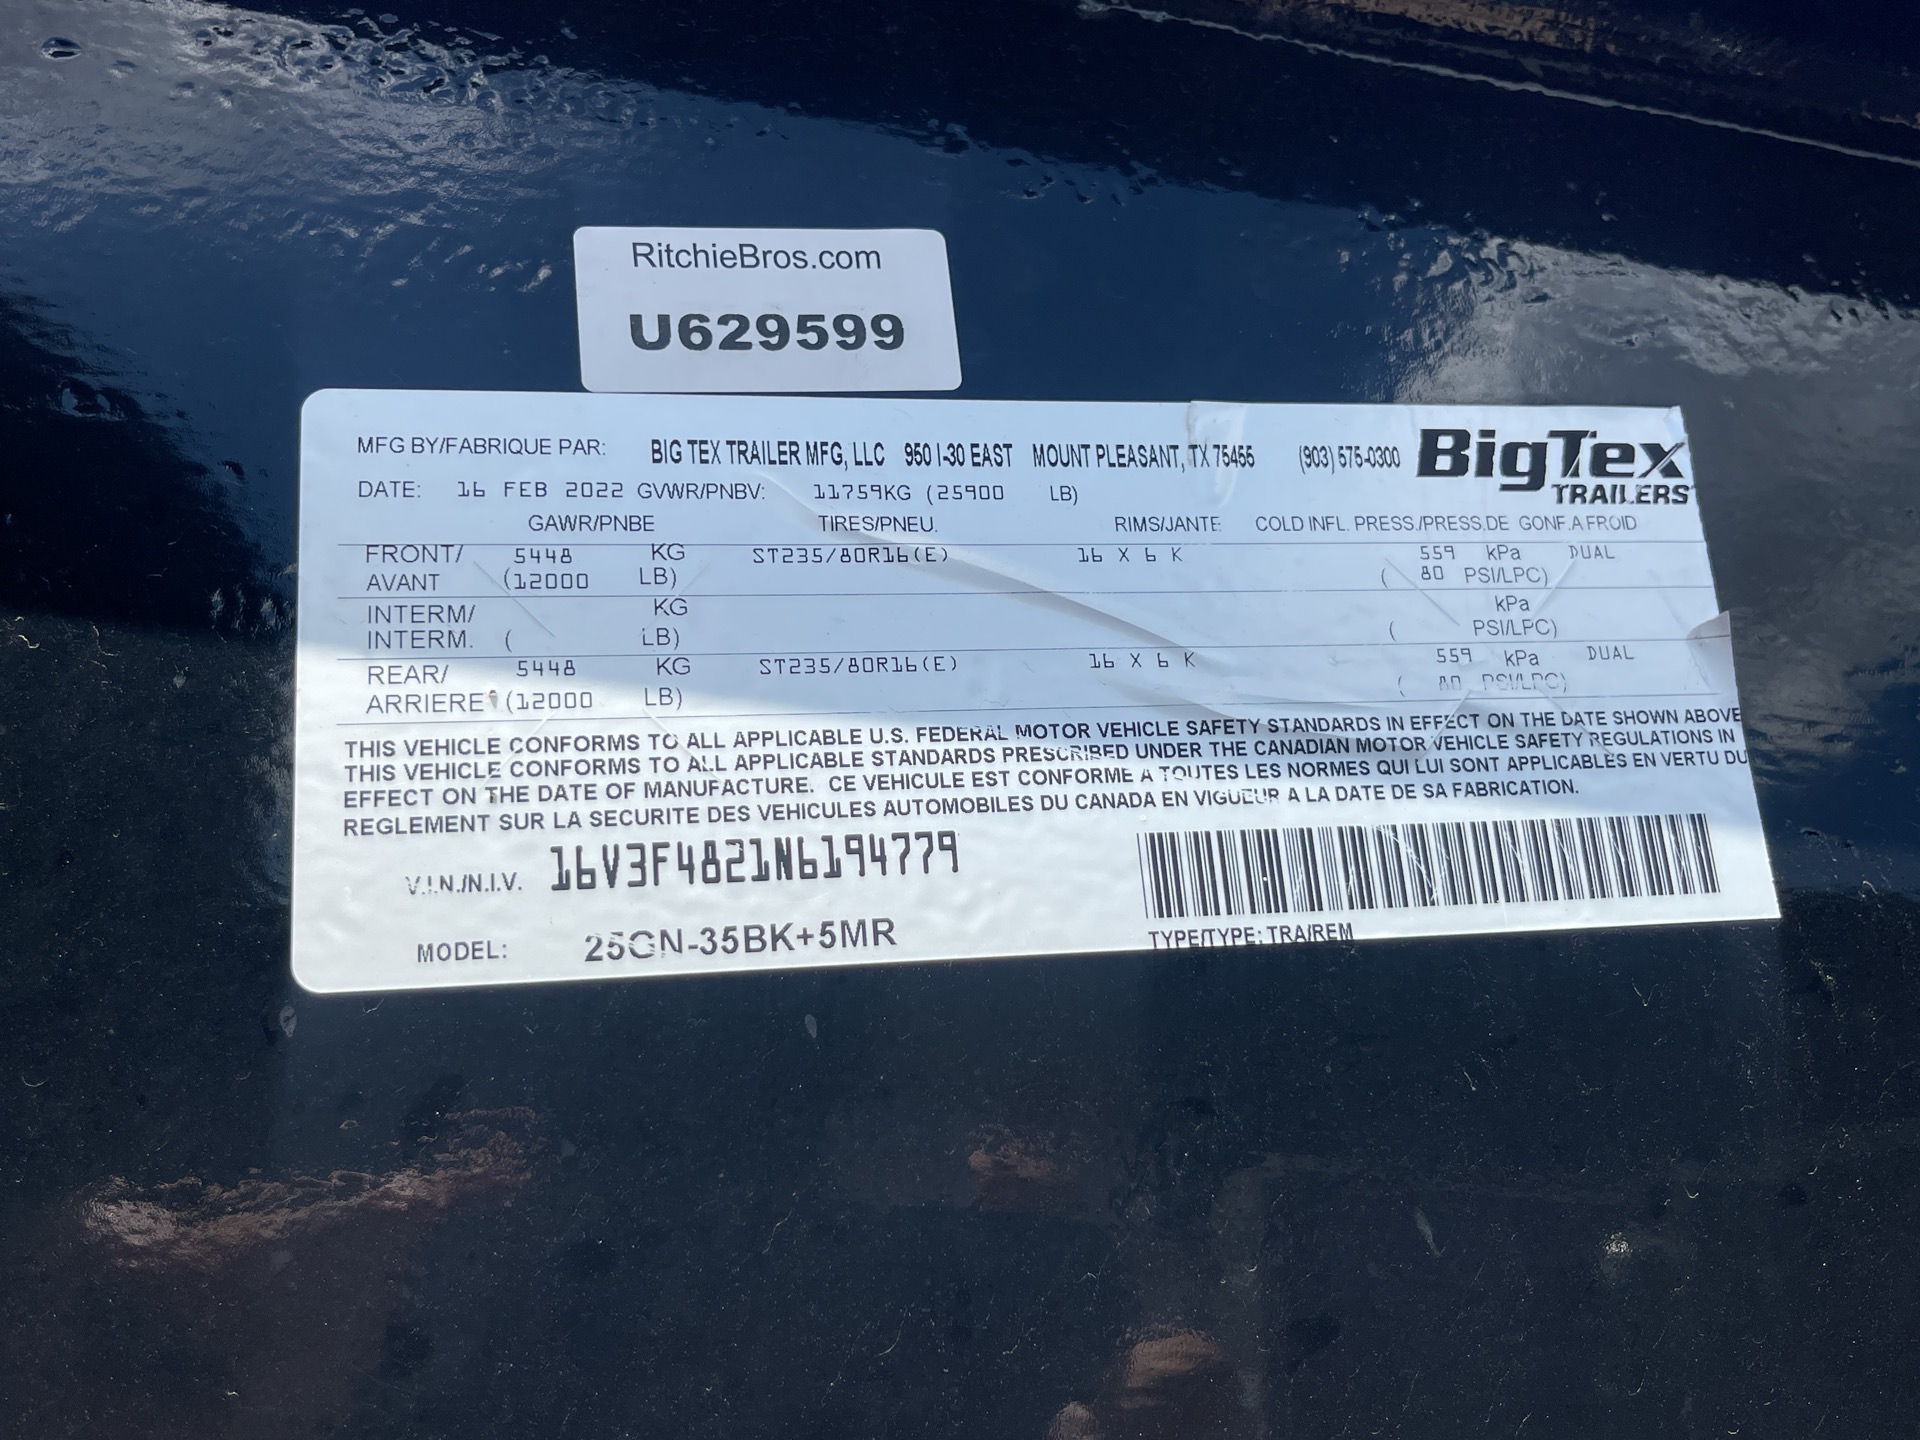 RitchieBros.com
U629599
MFG BY/FABRIQUE PAR: BIG TEX TRAILER MFG, LLC 950 I-30 EAST MOUNT PLEASANT, TX 75455 (903) 575-0300 BigTex
TRAILERS
DATE: 16 FEB 2022 GVWR/PNBV: 11759KG (25900 LB)
GAWR/PNBE TIRES/PNEU. RIMS/JANTE COLD INFL. PRESS./PRESS.DE GONF.A FROID
FRONT/ 5448 KG ST235/80R16(E) 16 X 6 K 559 kPa DUAL
AVANT (12000 LB) ( 80 PSI/LPC)
INTERM/ KG kPa
INTERM. ( LB) ( PSI/LPC)
REAR/ 5448 KG ST235/80R16(E) 16 X 6 K 559 kPa DUAL
ARRIERE (12000 LB) ( 80 PSI/LPC)
THIS VEHICLE CONFORMS TO ALL APPLICABLE U.S. FEDERAL MOTOR VEHICLE SAFETY STANDARDS IN EFFECT ON THE DATE SHOWN ABOVE
THIS VEHICLE CONFORMS TO ALL APPLICABLE STANDARDS PRESCRIBED UNDER THE CANADIAN MOTOR VEHICLE SAFETY REGULATIONS IN
EFFECT ON THE DATE OF MANUFACTURE. CE VEHICULE EST CONFORME A TOUTES LES NORMES QUI LUI SONT APPLICABLES EN VERTU DU
REGLEMENT SUR LA SECURITE DES VEHICULES AUTOMOBILES DU CANADA EN VIGUEUR A LA DATE DE SA FABRICATION.
V.I.N./N.I.V. 16V3F4821N6194779
MODEL: 25GN-35BK+5MR TYPE/TYPE: TRA/REM